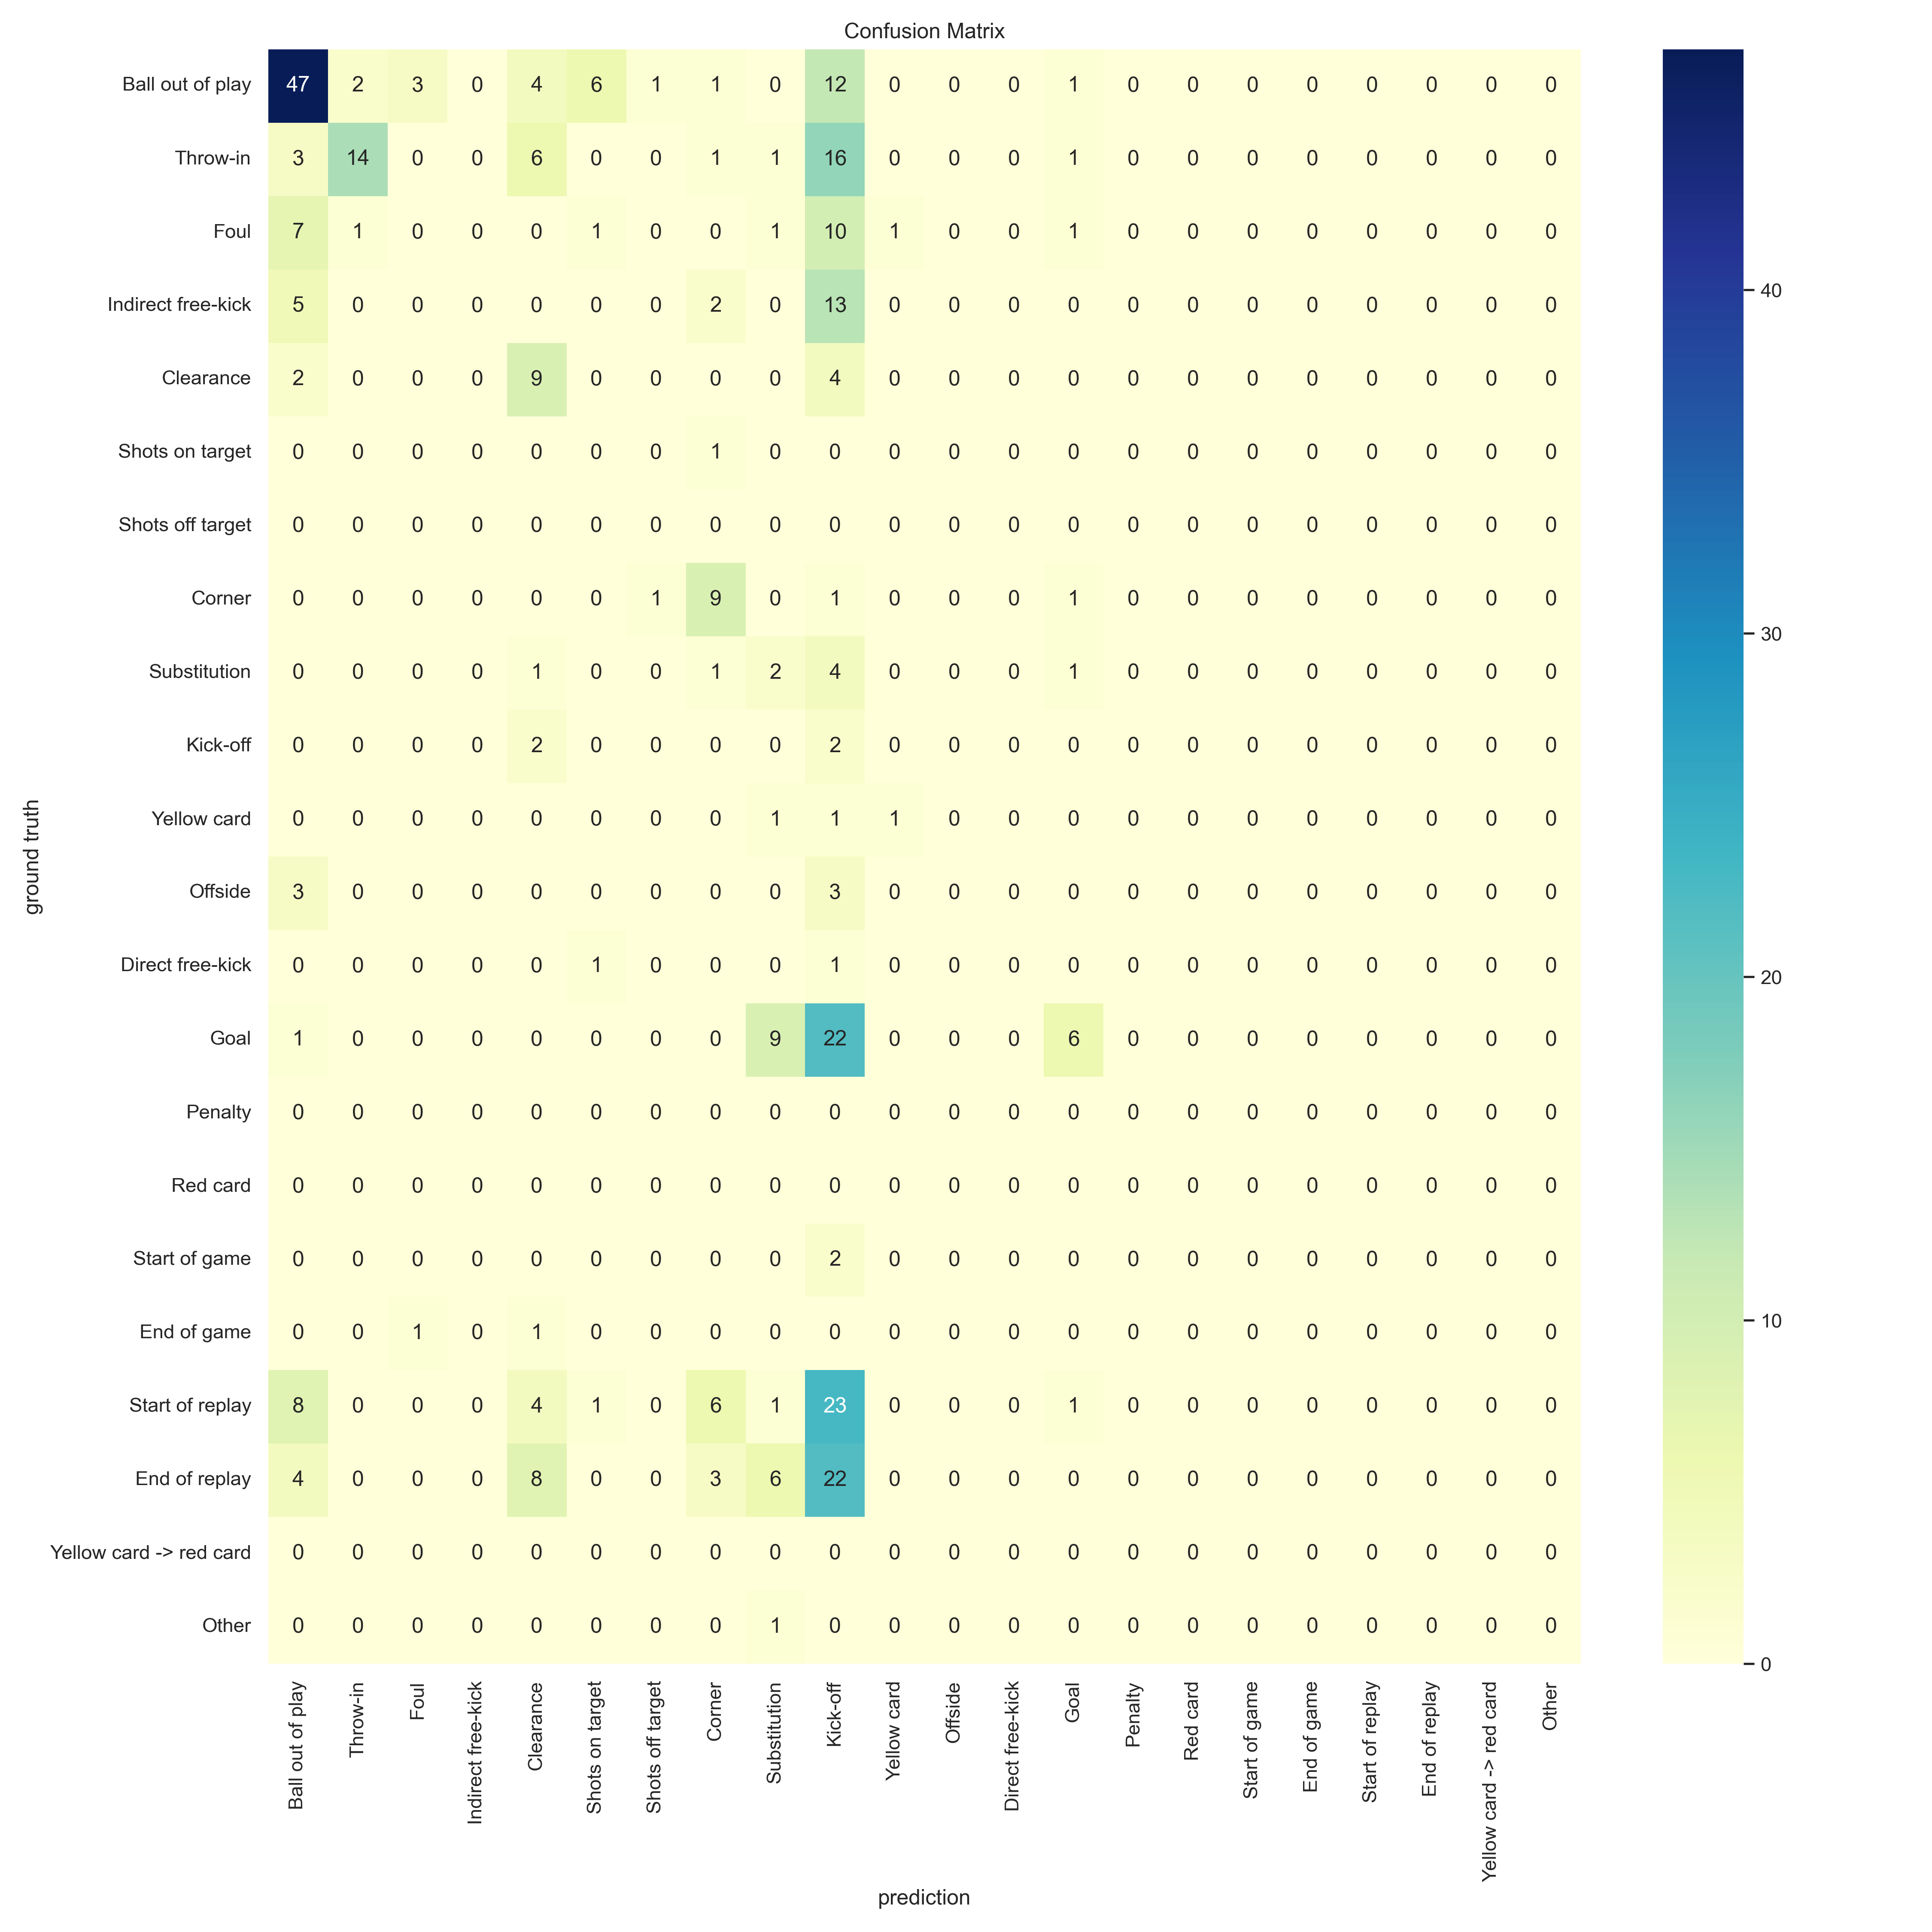 Confusion Matrix
Ball out of play 47 2 3 0 4 6 1 1 0 12 0 0 0 1 0 0 0 0 0 0 0 0
Throw-in 3 14 0 0 6 0 0 1 1 16 0 0 0 1 0 0 0 0 0 0 0 0
Foul 7 1 0 0 0 1 0 0 1 10 1 0 0 1 0 0 0 0 0 0 0 0
Indirect free-kick 5 0 0 0 0 0 0 2 0 13 0 0 0 0 0 0 0 0 0 0 0 0
40
Clearance 2 0 0 0 9 0 0 0 0 4 0 0 0 0 0 0 0 0 0 0 0 0
Shots on target 0 0 0 0 0 0 0 1 0 0 0 0 0 0 0 0 0 0 0 0 0 0
Shots off target 0 0 0 0 0 0 0 0 0 0 0 0 0 0 0 0 0 0 0 0 0 0
Corner 0 0 0 0 0 0 1 9 0 1 0 0 0 1 0 0 0 0 0 0 0 0
30
Substitution 0 0 0 0 1 0 0 1 2 4 0 0 0 1 0 0 0 0 0 0 0 0
Kick-off 0 0 0 0 2 0 0 0 0 2 0 0 0 0 0 0 0 0 0 0 0 0
Yellow card 0 0 0 0 0 0 0 0 1 1 1 0 0 0 0 0 0 0 0 0 0 0
ground truth
Offside 3 0 0 0 0 0 0 0 0 3 0 0 0 0 0 0 0 0 0 0 0 0
Direct free-kick 0 0 0 0 0 1 0 0 0 1 0 0 0 0 0 0 0 0 0 0 0 0
20
Goal 1 0 0 0 0 0 0 0 9 22 0 0 0 6 0 0 0 0 0 0 0 0
Penalty 0 0 0 0 0 0 0 0 0 0 0 0 0 0 0 0 0 0 0 0 0 0
Red card 0 0 0 0 0 0 0 0 0 0 0 0 0 0 0 0 0 0 0 0 0 0
Start of game 0 0 0 0 0 0 0 0 0 2 0 0 0 0 0 0 0 0 0 0 0 0
10
End of game 0 0 1 0 1 0 0 0 0 0 0 0 0 0 0 0 0 0 0 0 0 0
Start of replay 8 0 0 0 4 1 0 6 1 23 0 0 0 1 0 0 0 0 0 0 0 0
End of replay 4 0 0 0 8 0 0 3 6 22 0 0 0 0 0 0 0 0 0 0 0 0
Yellow card -> red card 0 0 0 0 0 0 0 0 0 0 0 0 0 0 0 0 0 0 0 0 0 0
Other 0 0 0 0 0 0 0 0 1 0 0 0 0 0 0 0 0 0 0 0 0 0
0
Ball out of play
Throw-in
Foul
Indirect free-kick
Clearance
Shots on target
Shots off target
Corner
Substitution
Kick-off
Yellow card
Offside
Direct free-kick
Goal
Penalty
Red card
Start of game
End of game
Start of replay
End of replay
Yellow card -> red card
Other
prediction